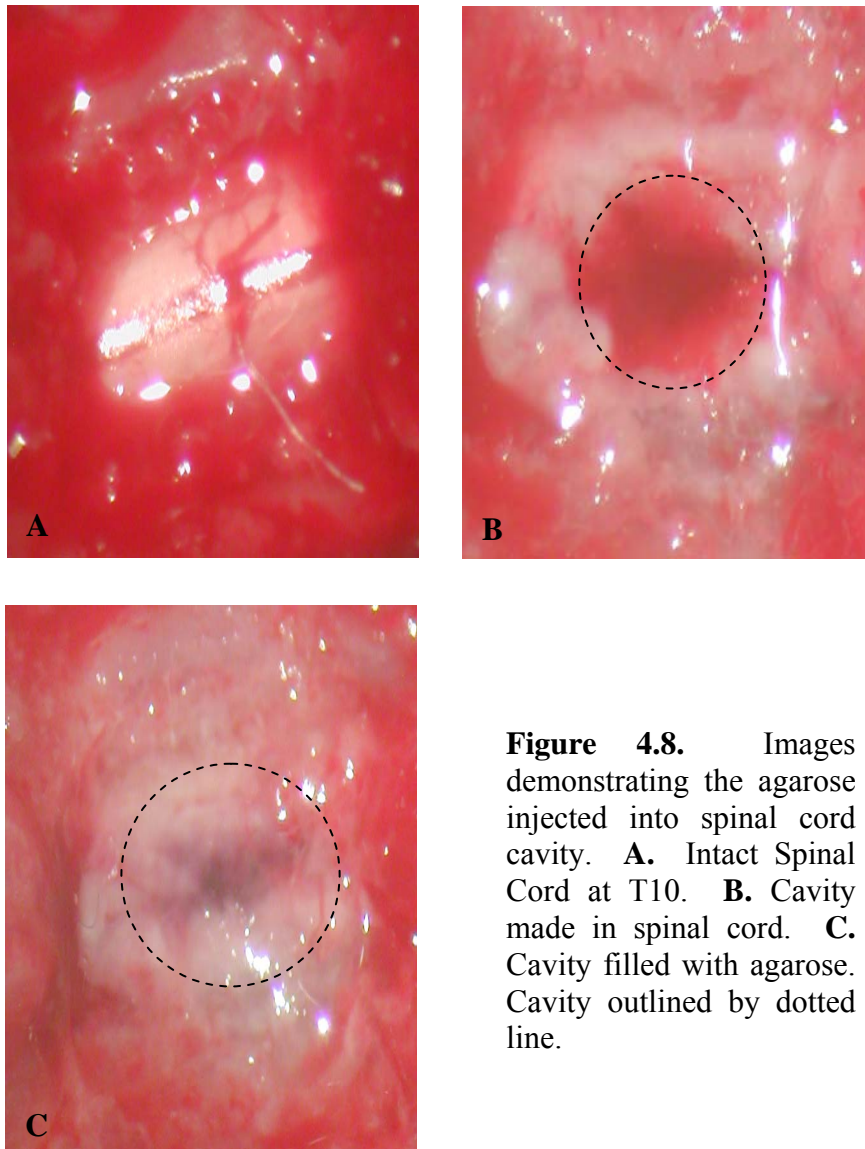 A
B
C
Figure 4.8. Images
demonstrating the agarose
injected into spinal cord
cavity. A. Intact Spinal
Cord at T10. B. Cavity
made in spinal cord. C.
Cavity filled with agarose.
Cavity outlined by dotted
line.